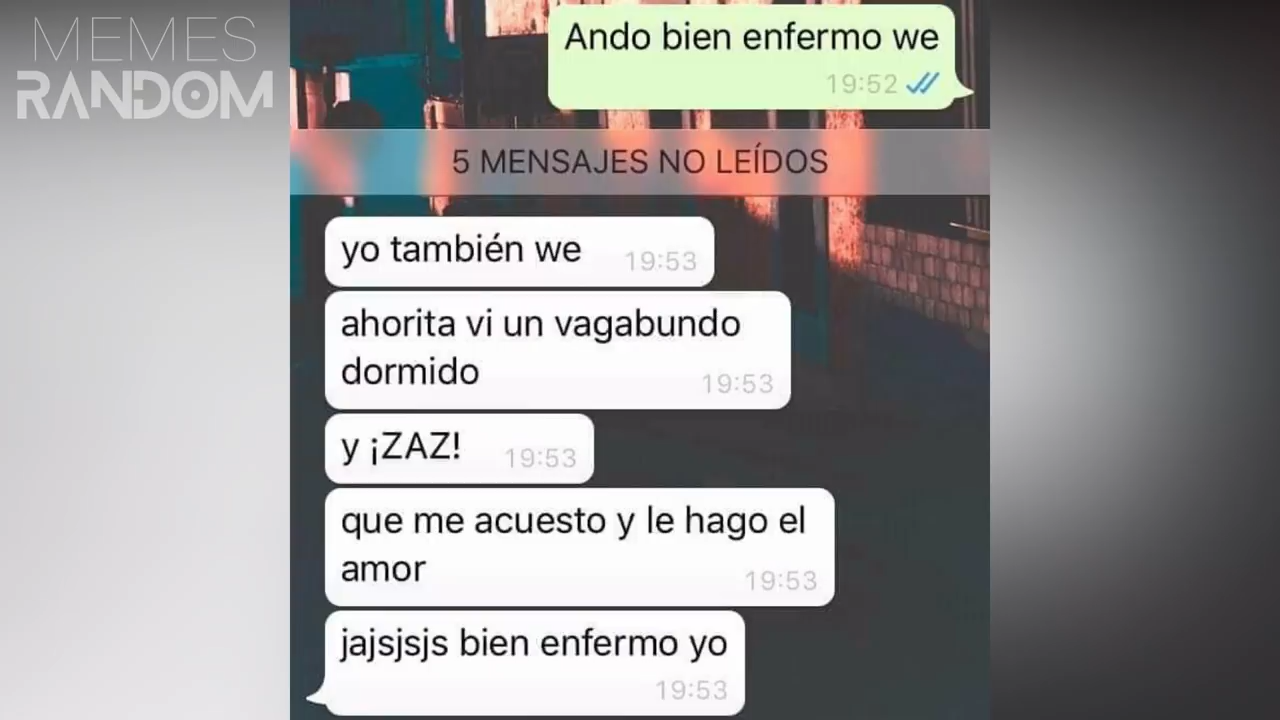 MEMES
RANDOM
Ando bien enfermo we
19:52
5 MENSAJES NO LEÍDOS
yo también we 19:53
ahorita vi un vagabundo
dormido 19:53
y ¡ZAZ! 19:53
que me acuesto y le hago el
amor 19:53
jajsjsjs bien enfermo yo
19:53